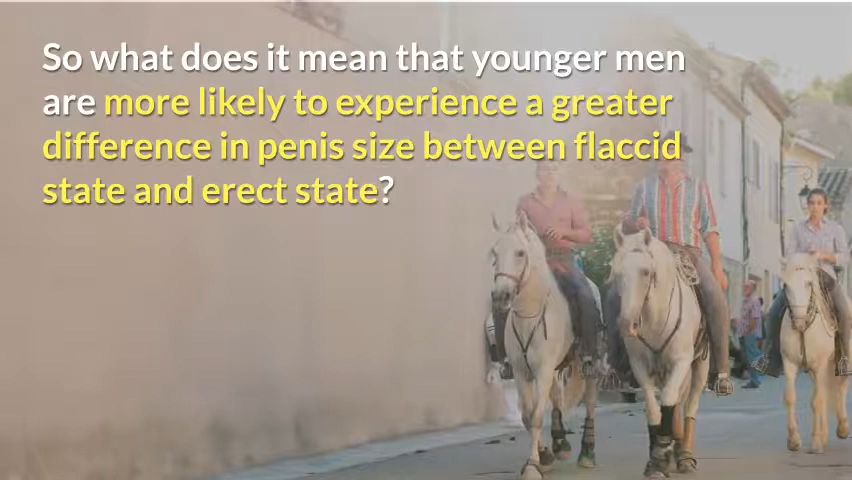 So what does it mean that younger men
are more likely to experience a greater
difference in penis size between flaccid
state and erect state?